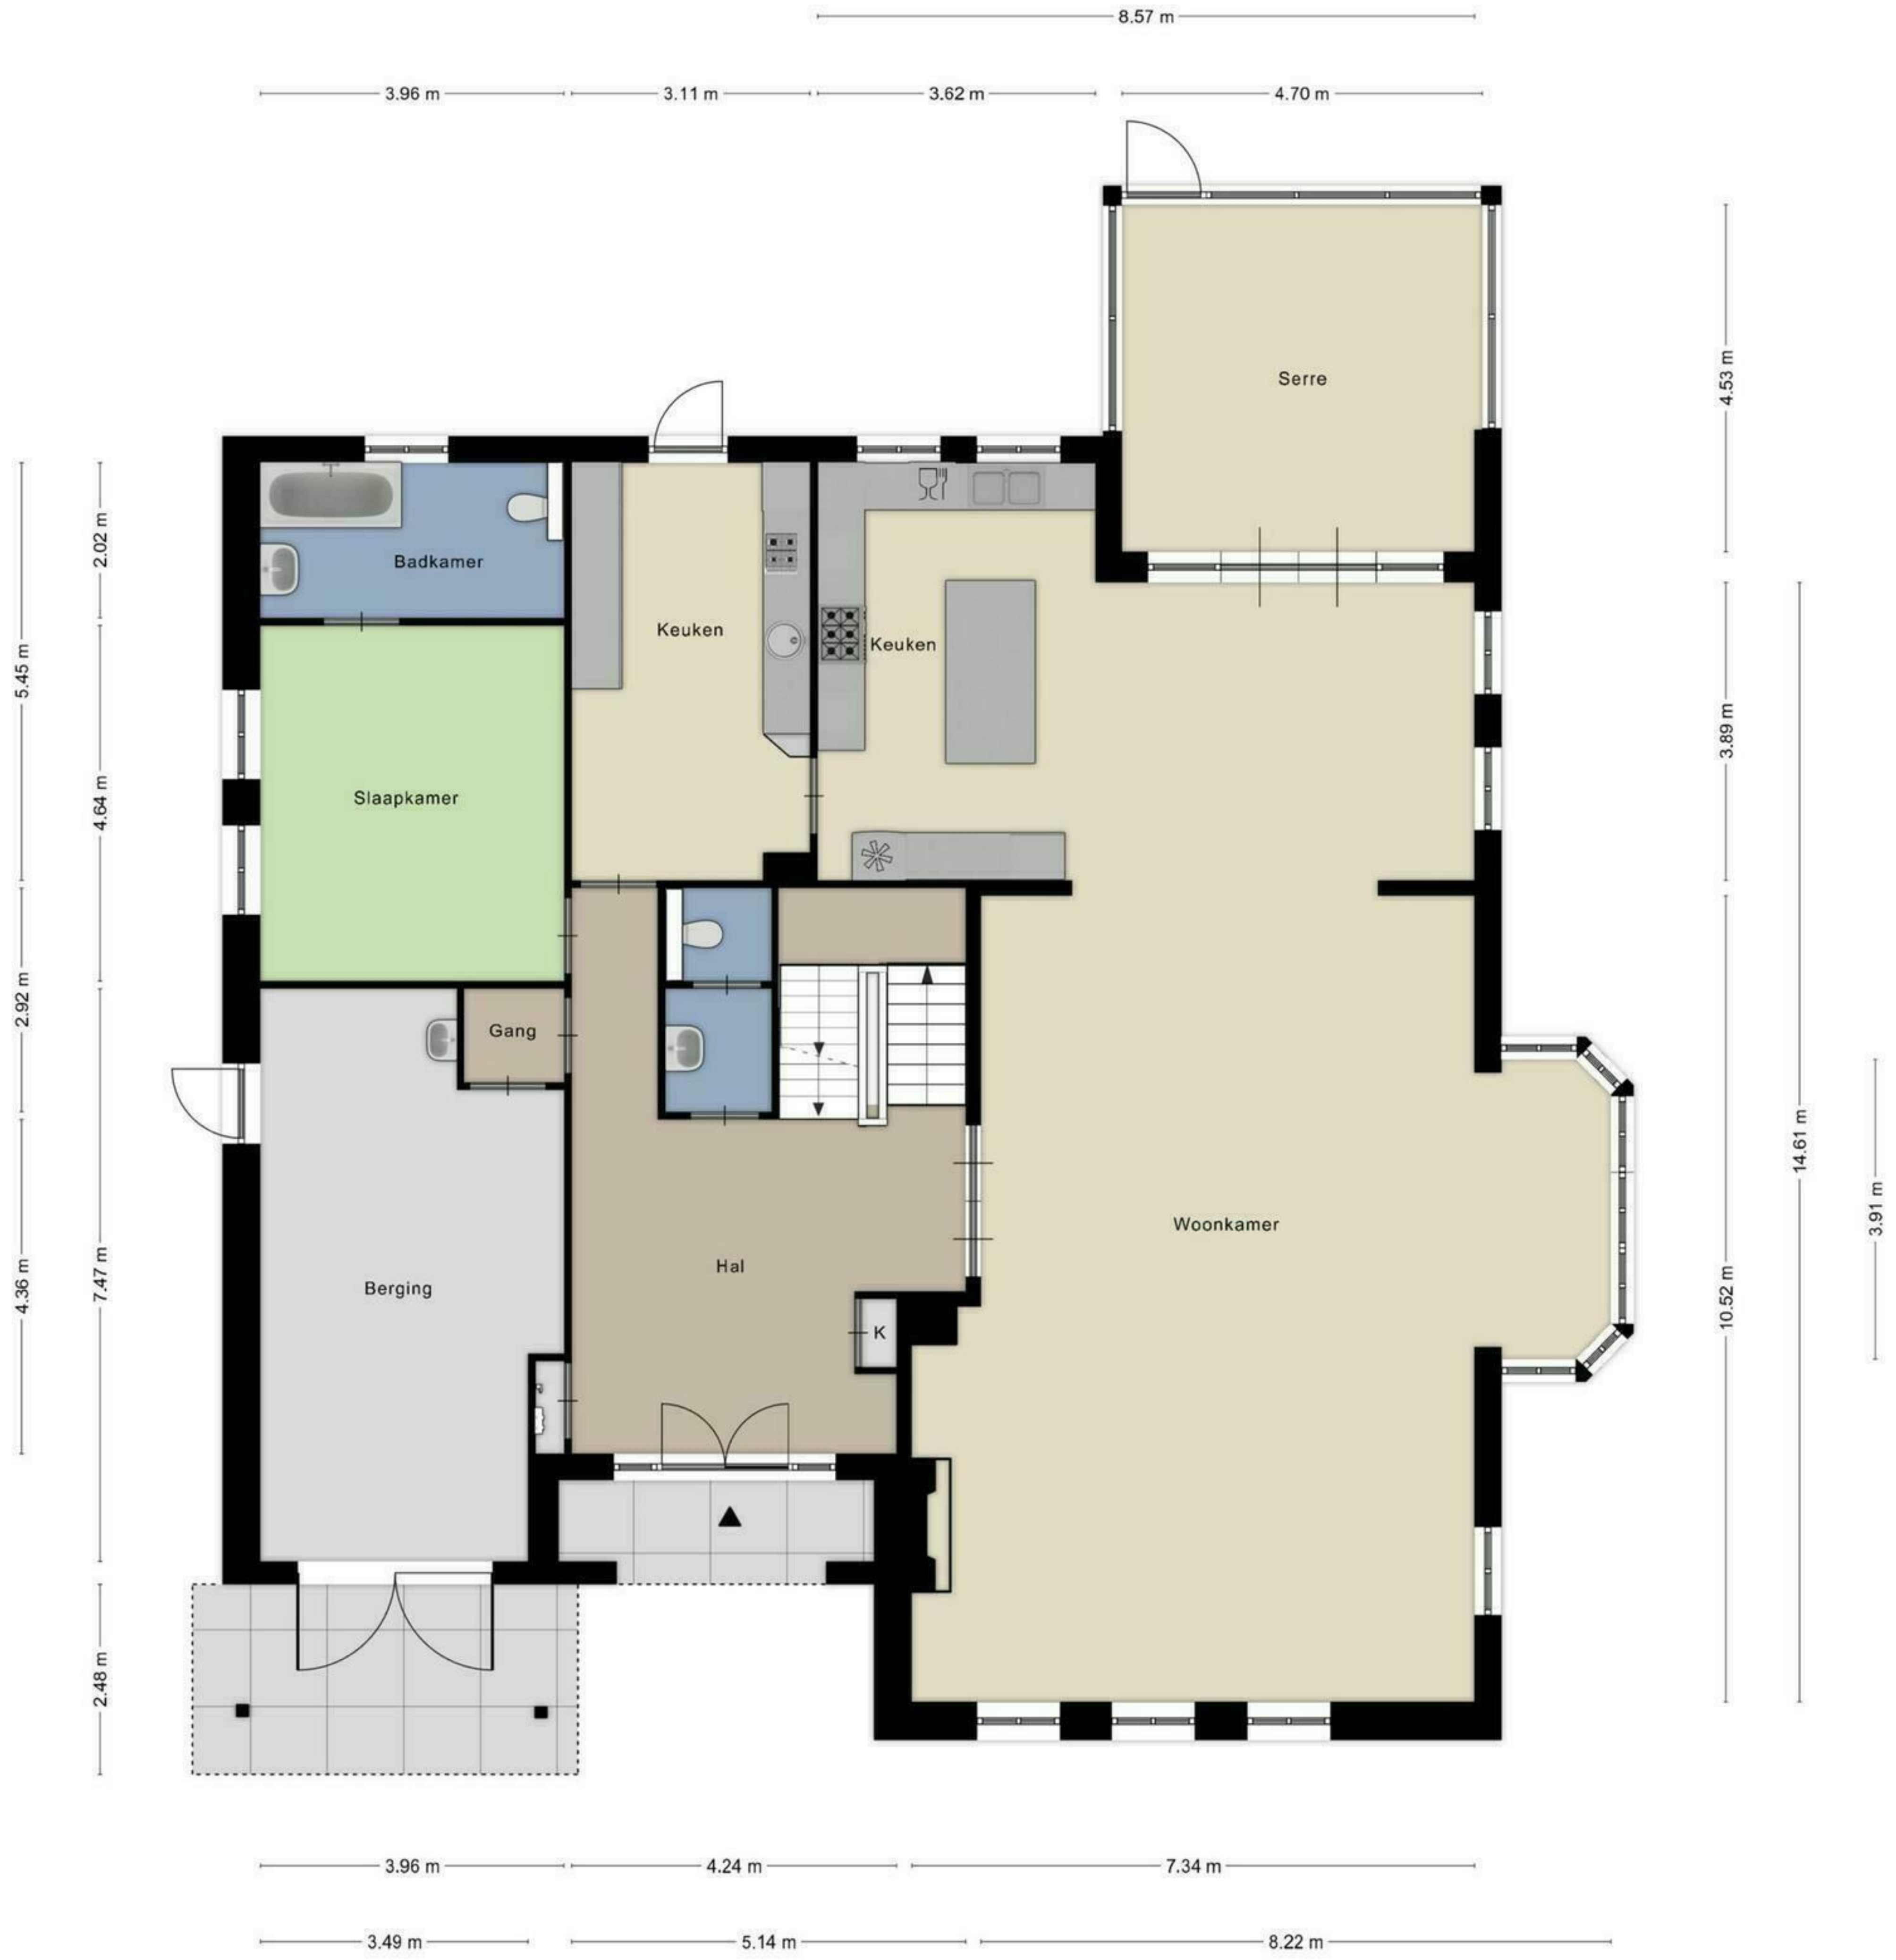 8.57 m
3.96 m
3.11 m
3.62 m
4.70 m
Serre
4.53 m
2.02 m
Badkamer
5.45 m
Keuken
Keuken
3.89 m
Slaapkamer
4.64 m
2.92 m
Gang
14.61 m
3.91 m
Woonkamer
Hal
Berging
4.36 m
7.47 m
10.52 m
K
2.48 m
3.96 m
4.24 m
7.34 m
3.49 m
5.14 m
8.22 m